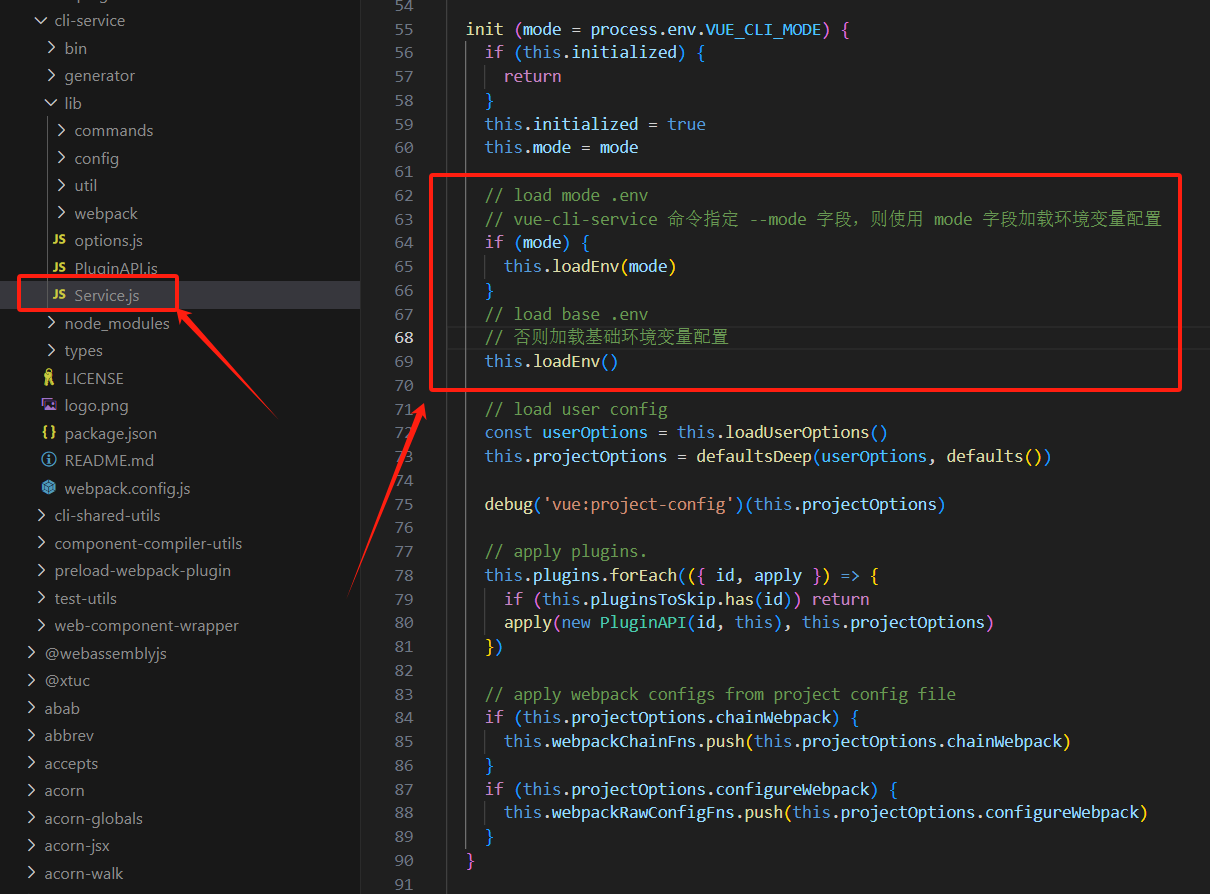 cli-service
bin
generator
lib
commands
config
util
webpack
JS options.js
JS PluginAPI.js
JS Service.js
node_modules
types
LICENSE
logo.png
{} package.json
README.md
webpack.config.js
cli-shared-utils
component-compiler-utils
preload-webpack-plugin
test-utils
web-component-wrapper
@webassemblyjs
@xtuc
abab
abbrev
accepts
acorn
acorn-globals
acorn-jsx
acorn-walk
54
55 init (mode = process.env.VUE_CLI_MODE) {
56 if (this.initialized) {
57 return
58 }
59 this.initialized = true
60 this.mode = mode
61
62 // load mode .env
63 // vue-cli-service 命令指定 --mode 字段，则使用 mode 字段加载环境变量配置
64 if (mode) {
65 this.loadEnv(mode)
66 }
67 // load base .env
68 // 否则加载基础环境变量配置
69 this.loadEnv()
70
71 // load user config
72 const userOptions = this.loadUserOptions()
73 this.projectOptions = defaultsDeep(userOptions, defaults())
74
75 debug('vue:project-config')(this.projectOptions)
76
77 // apply plugins.
78 this.plugins.forEach(({ id, apply }) => {
79 if (this.pluginsToSkip.has(id)) return
80 apply(new PluginAPI(id, this), this.projectOptions)
81 })
82
83 // apply webpack configs from project config file
84 if (this.projectOptions.chainWebpack) {
85 this.webpackChainFns.push(this.projectOptions.chainWebpack)
86 }
87 if (this.projectOptions.configureWebpack) {
88 this.webpackRawConfigFns.push(this.projectOptions.configureWebpack)
89 }
90 }
91